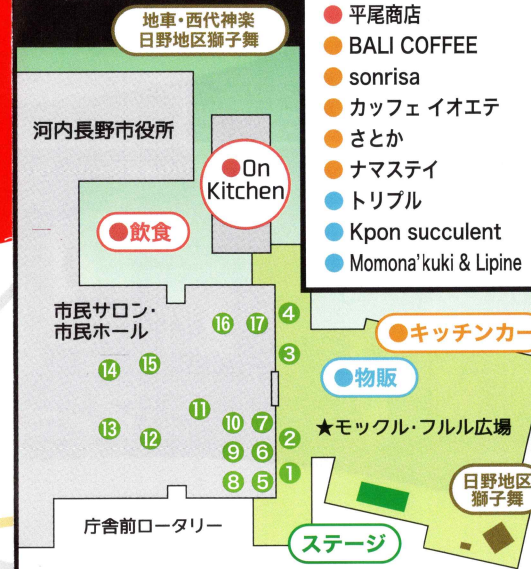 地車・西代神楽
日野地区獅子舞
●平尾商店
●BALI COFFEE
●sonrisa
●カッフェ イオエテ
●さとか
●ナマステイ
●トリプル
●Kpon succulent
●Momona'kuki & Lipine
河内長野市役所
●On
Kitchen
●飲食
市民サロン・
市民ホール
⑯ ⑰ ④
③
⑭ ⑮
⑪ ⑩ ⑦
⑬ ⑫ ⑨ ⑥ ②
⑧ ⑤ ①
●キッチンカー
●物販
★モックル・フルル広場
日野地区
獅子舞
庁舎前ロータリー
ステージ